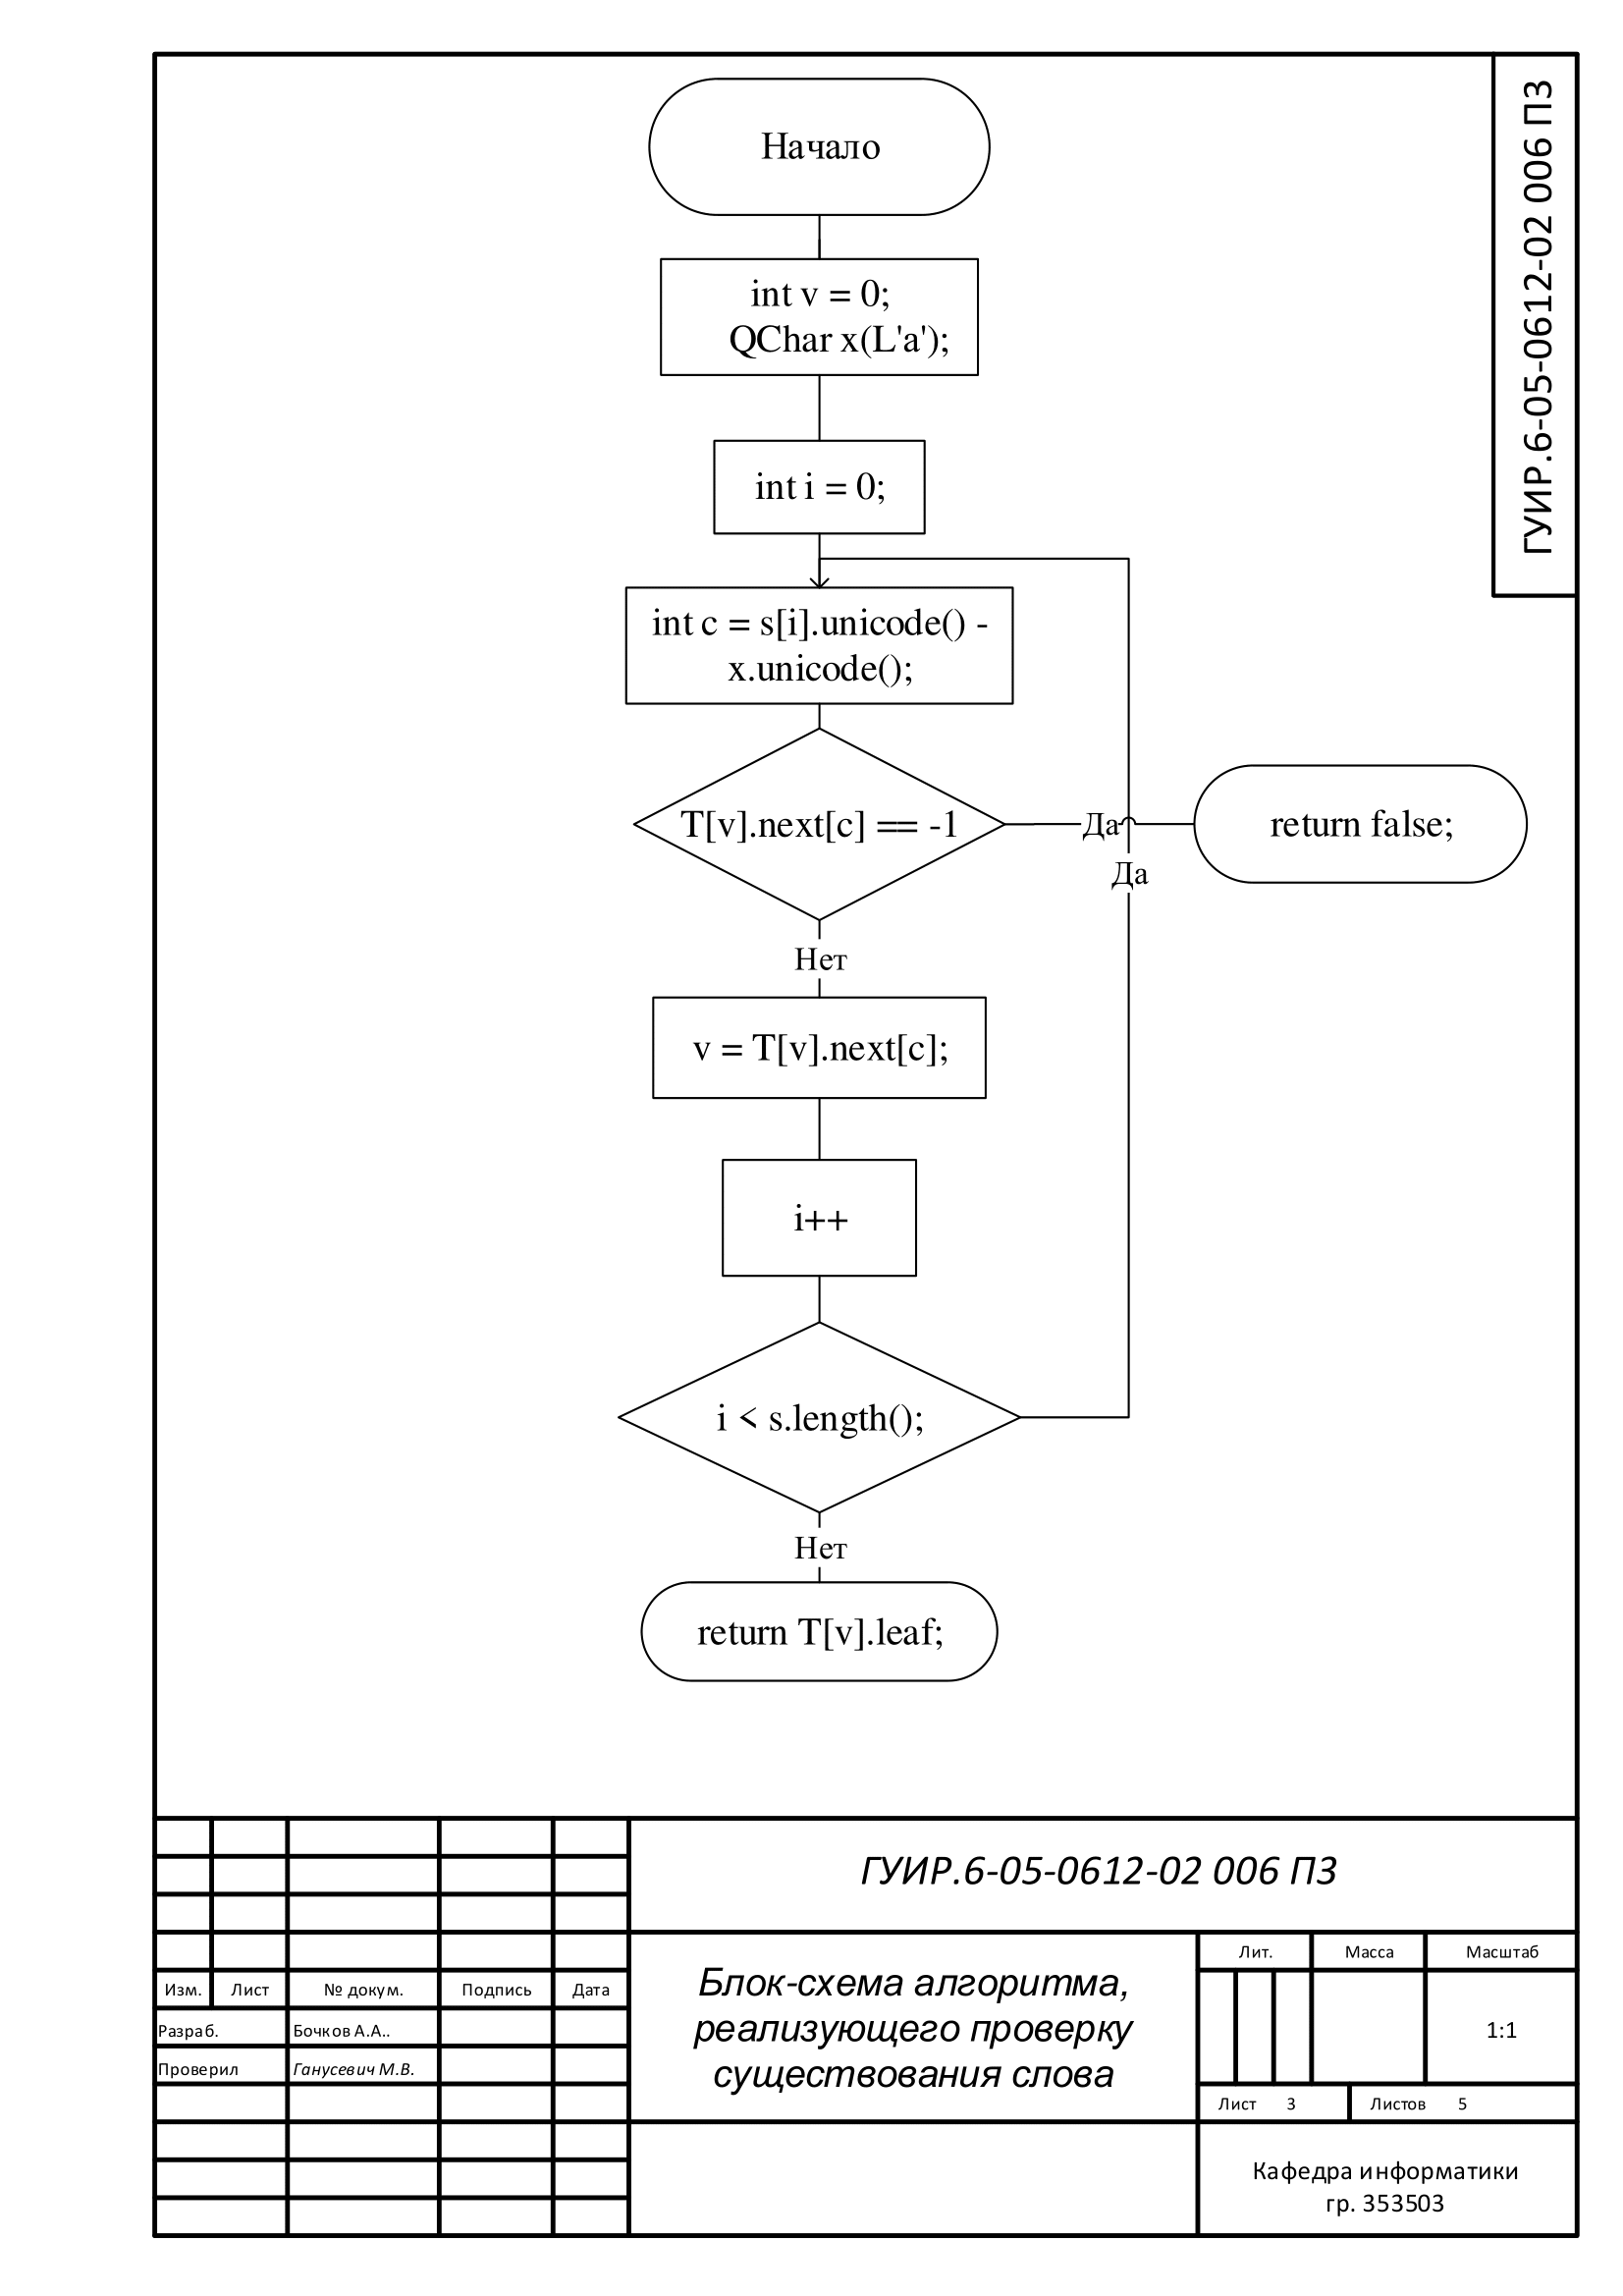 ГУИР.6-05-0612-02 006 ПЗ
Начало
int v = 0;
QChar x(L'a');
int i = 0;
int c = s[i].unicode() -
x.unicode();
T[v].next[c] == -1
Да
return false;
Да
Нет
v = T[v].next[c];
i++
i < s.length();
Нет
return T[v].leaf;
ГУИР.6-05-0612-02 006 ПЗ
Блок-схема алгоритма,
реализующего проверку
существования слова
Лит.
Масса
Масштаб
1:1
Изм.
Лист
№ докум.
Подпись
Дата
Разраб.
Бочков А.А..
Проверил
Ганусевич М.В.
Лист 3
Листов 5
Кафедра информатики
гр. 353503